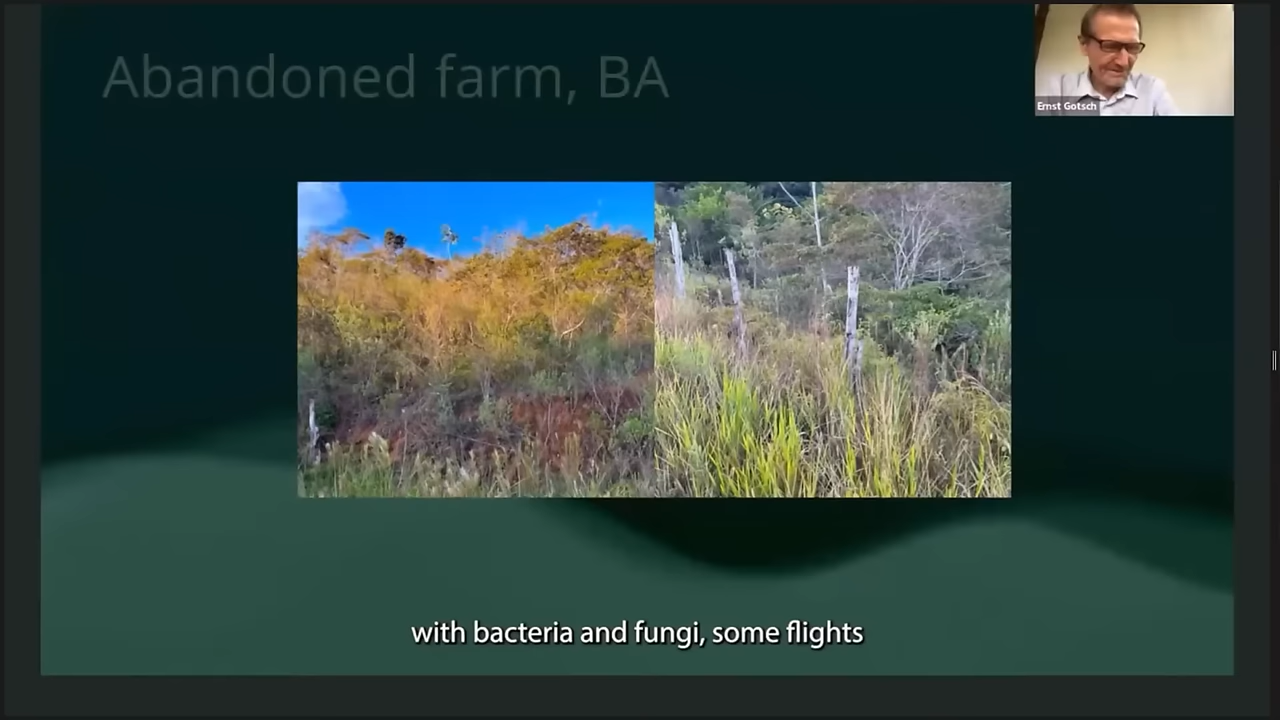 Abandoned farm, BA
Ernst Gotsch
with bacteria and fungi, some flights